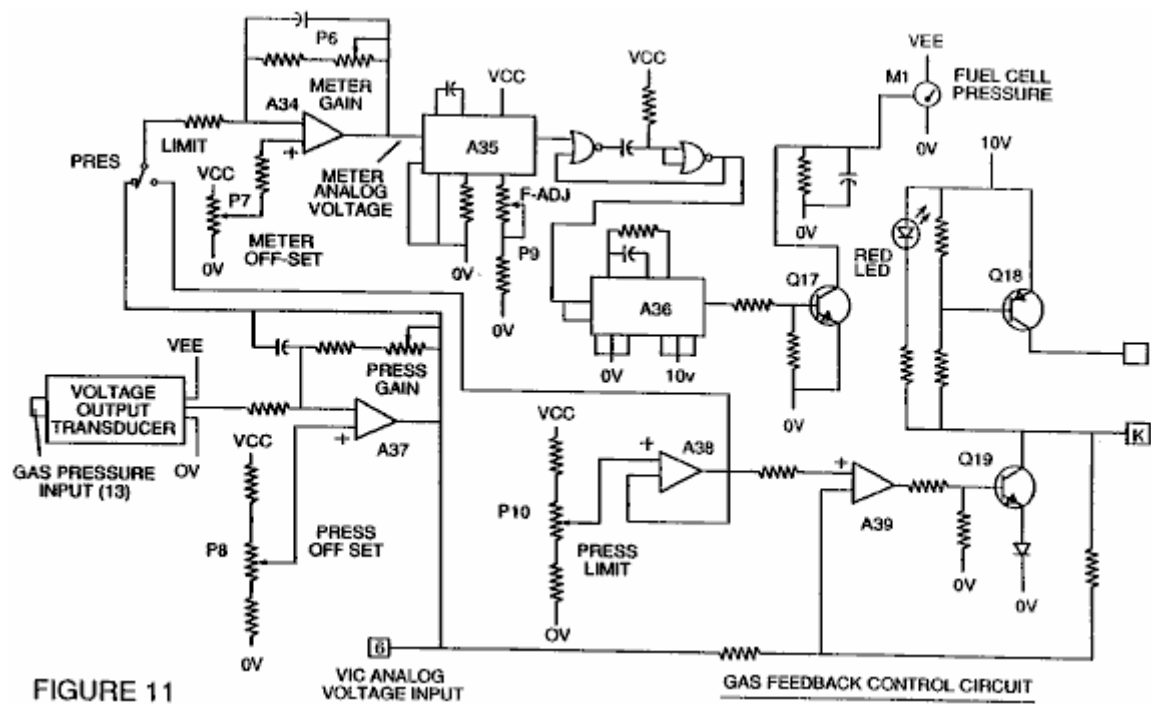 P6
METER
GAIN
VCC
A34
VEE
M1
FUEL CELL
PRESSURE
0V
10V
PRES
LIMIT
+
VCC
P7
0V
METER
OFF-SET
METER
ANALOG
VOLTAGE
VCC
A35
F-ADJ
P9
0V
0V
0V
RED
LED
Q17
Q18
A36
0V
10v
0V
VEE
VOLTAGE
OUTPUT
TRANSDUCER
OV
GAS PRESSURE
INPUT (13)
PRESS
GAIN
+
A37
VCC
P8
PRESS
OFF SET
0V
VCC
P10
PRESS
LIMIT
OV
+
A38
+
A39
Q19
0V
0V
K
6
VIC ANALOG
VOLTAGE INPUT
FIGURE 11
GAS FEEDBACK CONTROL CIRCUIT